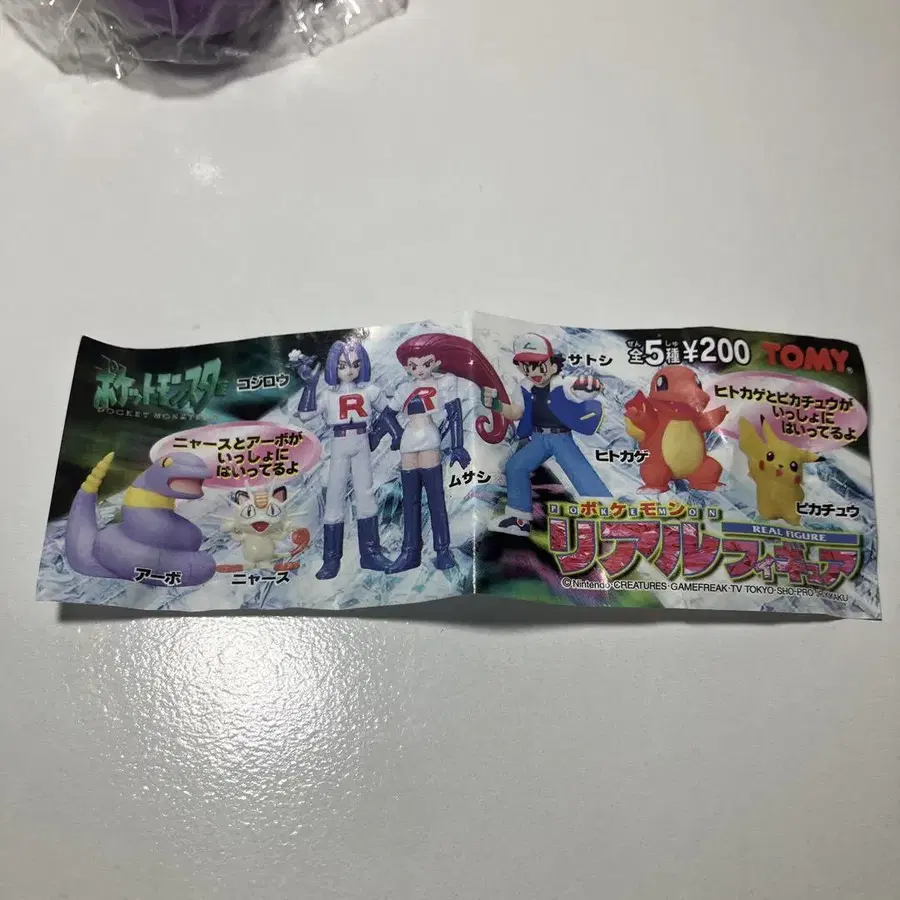 ポケットモンスター
POCKET MONSTERS
コジロウ
ニャースとアーボが
いっしょに
はいってるよ
アーボ
ニャース
R
R
ムサシ
サトシ
全5種¥200
ぜん しゅ
TOMY
ヒトカゲ
ヒトカゲとピカチュウが
いっしょに
はいってるよ
ピカチュウ
ポケモン
POKEMON
REAL FIGURE
リアルフィギュア
©Nintendo·CREATURES·GAMEFREAK·TV TOKYO·SHO-PRO·